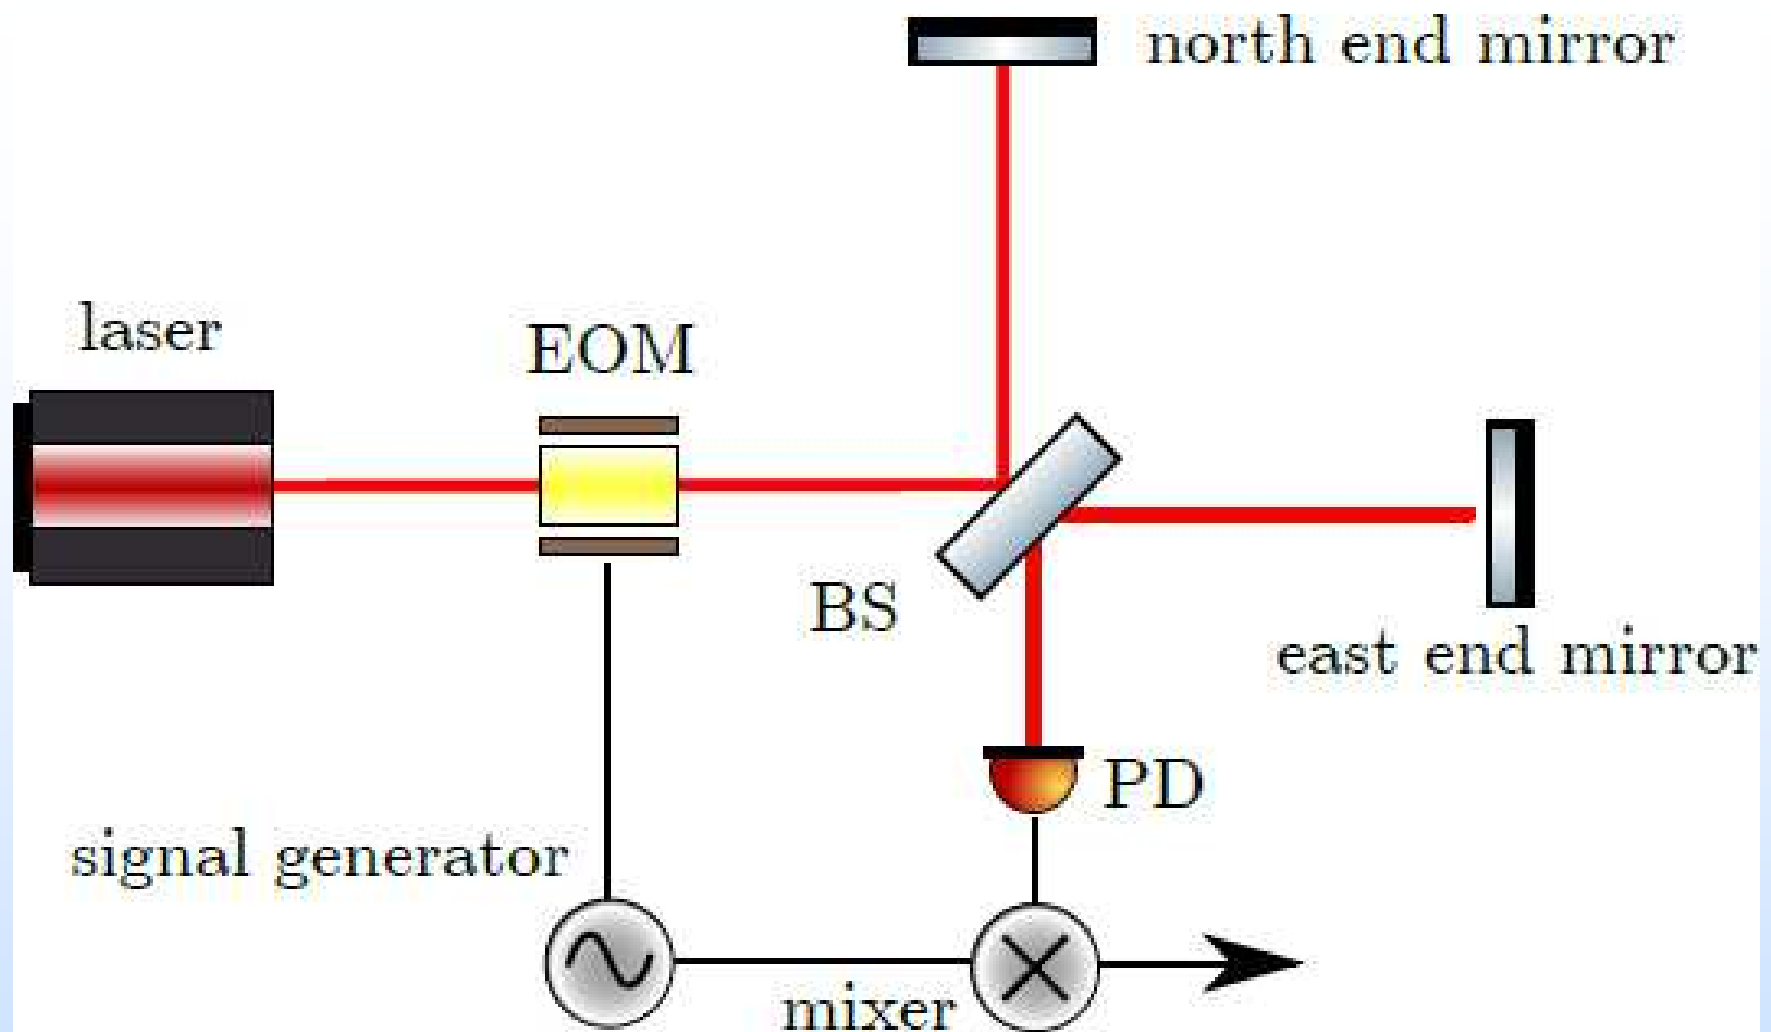 north end mirror
laser
EOM
BS
east end mirror
PD
signal generator
mixer